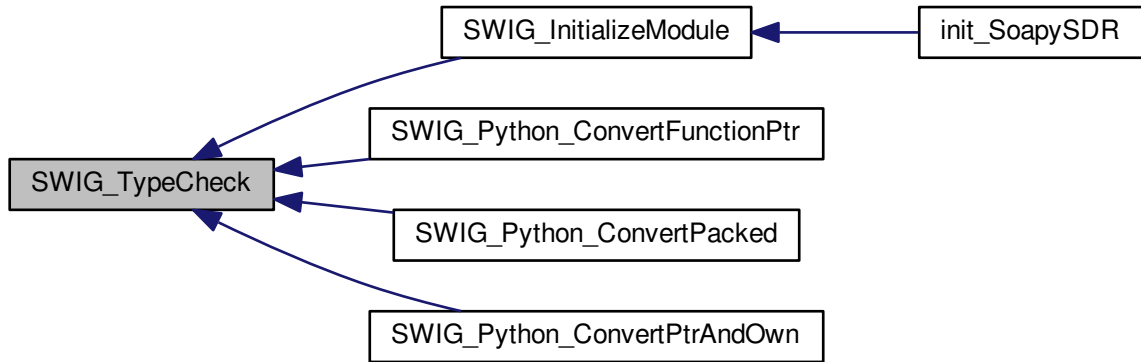 SWIG_InitializeModule
init_SoapySDR
SWIG_Python_ConvertFunctionPtr
SWIG_TypeCheck
SWIG_Python_ConvertPacked
SWIG_Python_ConvertPtrAndOwn